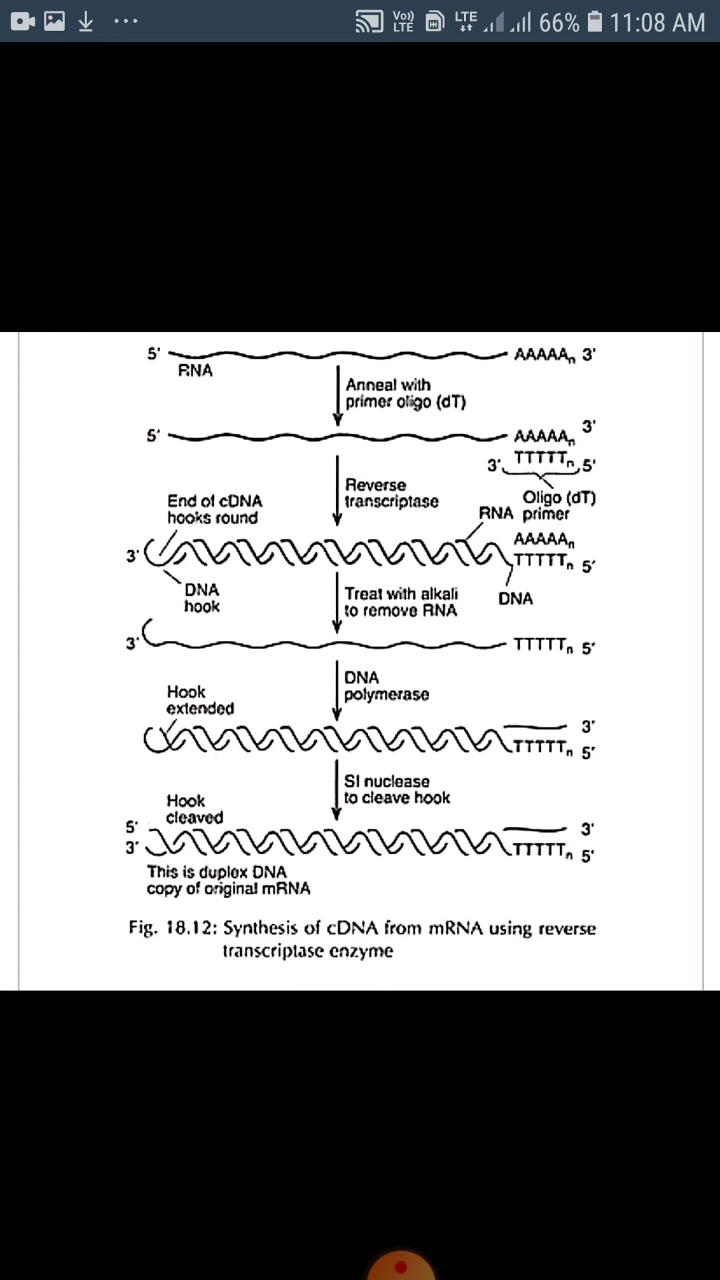 Vo)) LTE LTE 66% 11:08 AM
5' AAAAAn 3'
RNA
Anneal with
primer oligo (dT)
5' AAAAAn 3'
3' TTTTTn 5'
Oligo (dT)
primer
Reverse
transcriptase
End of cDNA
hooks round
RNA
AAAAAn
3' TTTTTn 5'
DNA
hook
DNA
Treat with alkali
to remove RNA
3' TTTTTn 5'
DNA
polymerase
Hook
extended
3'
TTTTTn 5'
SI nuclease
to cleave hook
Hook
cleaved
5' 3'
3' TTTTTn 5'
This is duplex DNA
copy of original mRNA
Fig. 18.12: Synthesis of cDNA from mRNA using reverse
transcriptase enzyme